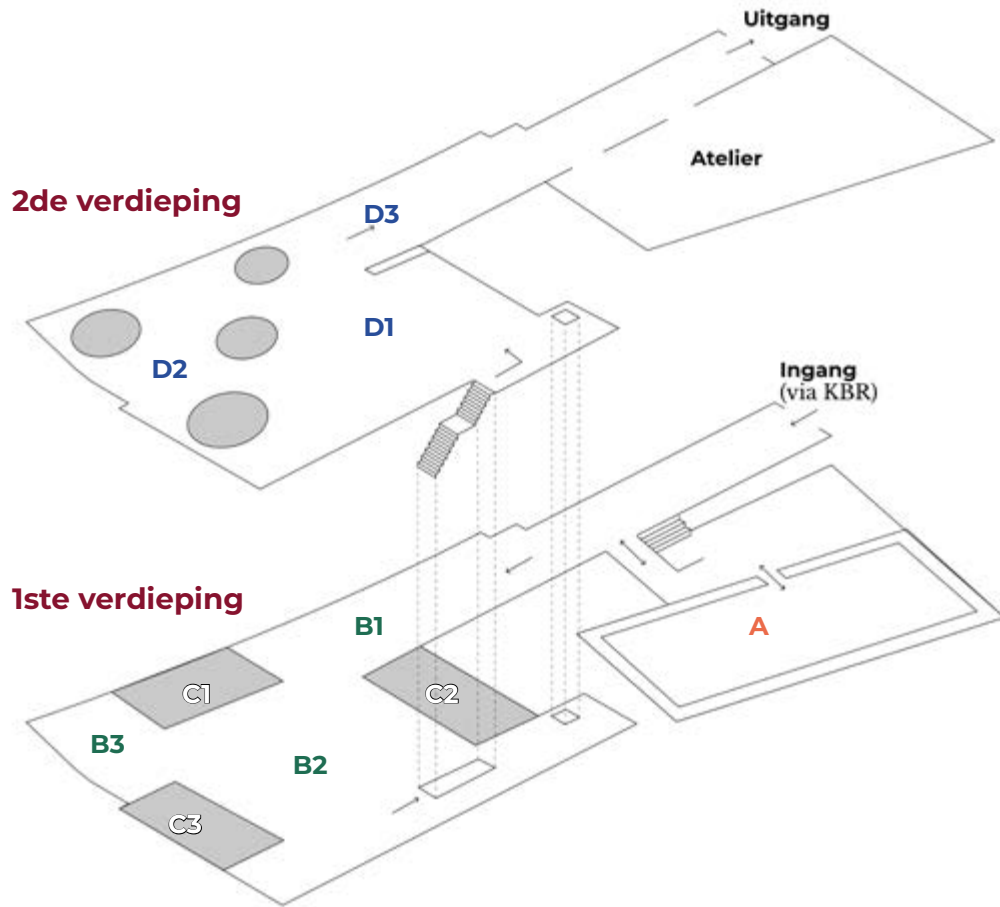 Uitgang
Atelier
2de verdieping
D3
D1
D2
Ingang
(via KBR)
1ste verdieping
B1
A
C1
C2
B3
B2
C3